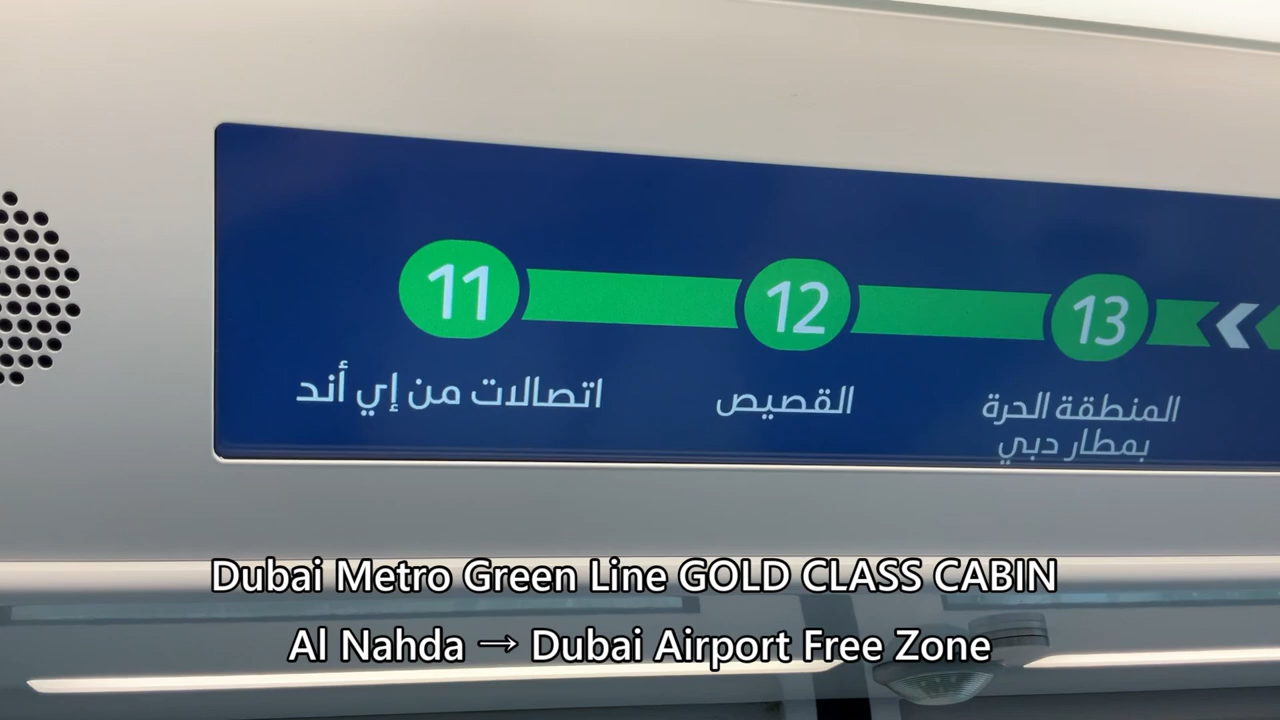 11
12
13
اتصالات من إي أند
القصيص
المنطقة الحرة
بمطار دبي
Dubai Metro Green Line GOLD CLASS CABIN
Al Nahda → Dubai Airport Free Zone